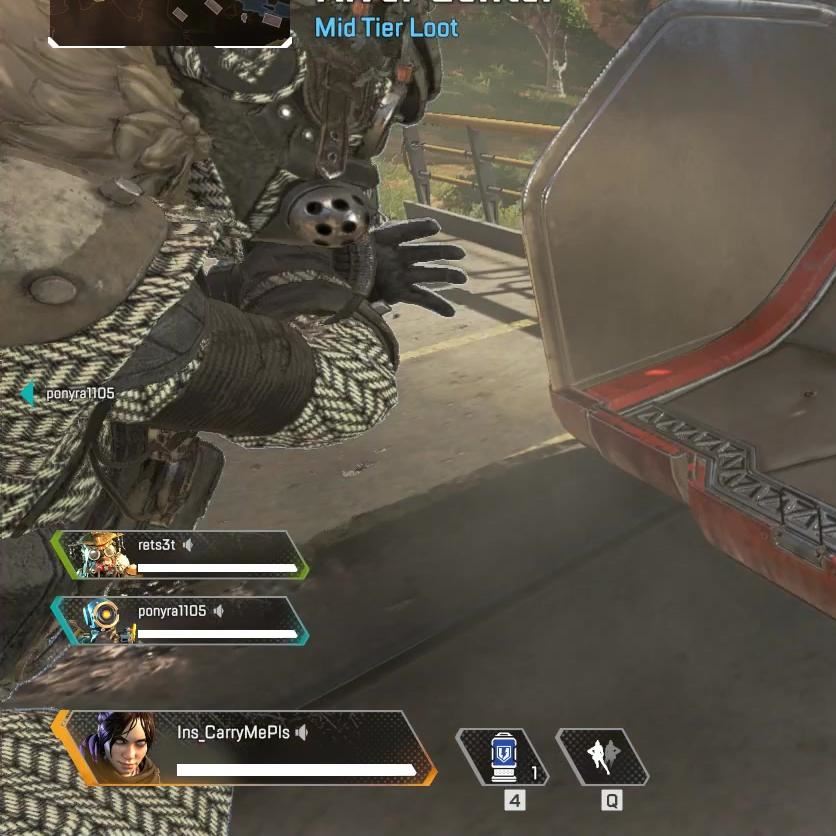 Mid Tier Loot
ponyra1105
rets3t
ponyra1105
Ins_CarryMePls
1
4
Q